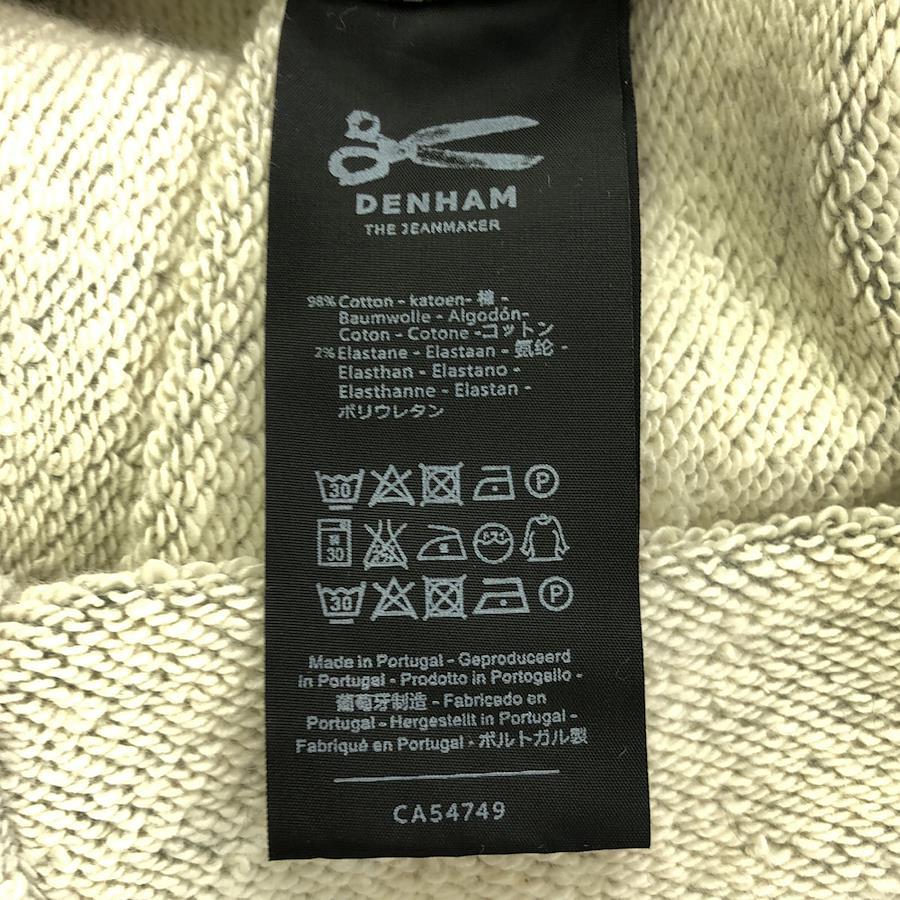 DENHAM
THE JEANMAKER
98% Cotton - katoen- 棉 -
Baumwolle - Algodón-
Coton - Cotone -コットン
2% Elastane - Elastaan - 氨纶 -
Elasthan - Elastano -
Elasthanne - Elastan -
ポリウレタン
30 P
30
30 P
Made in Portugal - Geproduceerd
in Portugal - Prodotto in Portogallo -
葡萄牙制造 - Fabricado en
Portugal - Hergestellt in Portugal -
Fabriqué en Portugal - ポルトガル製
CA54749